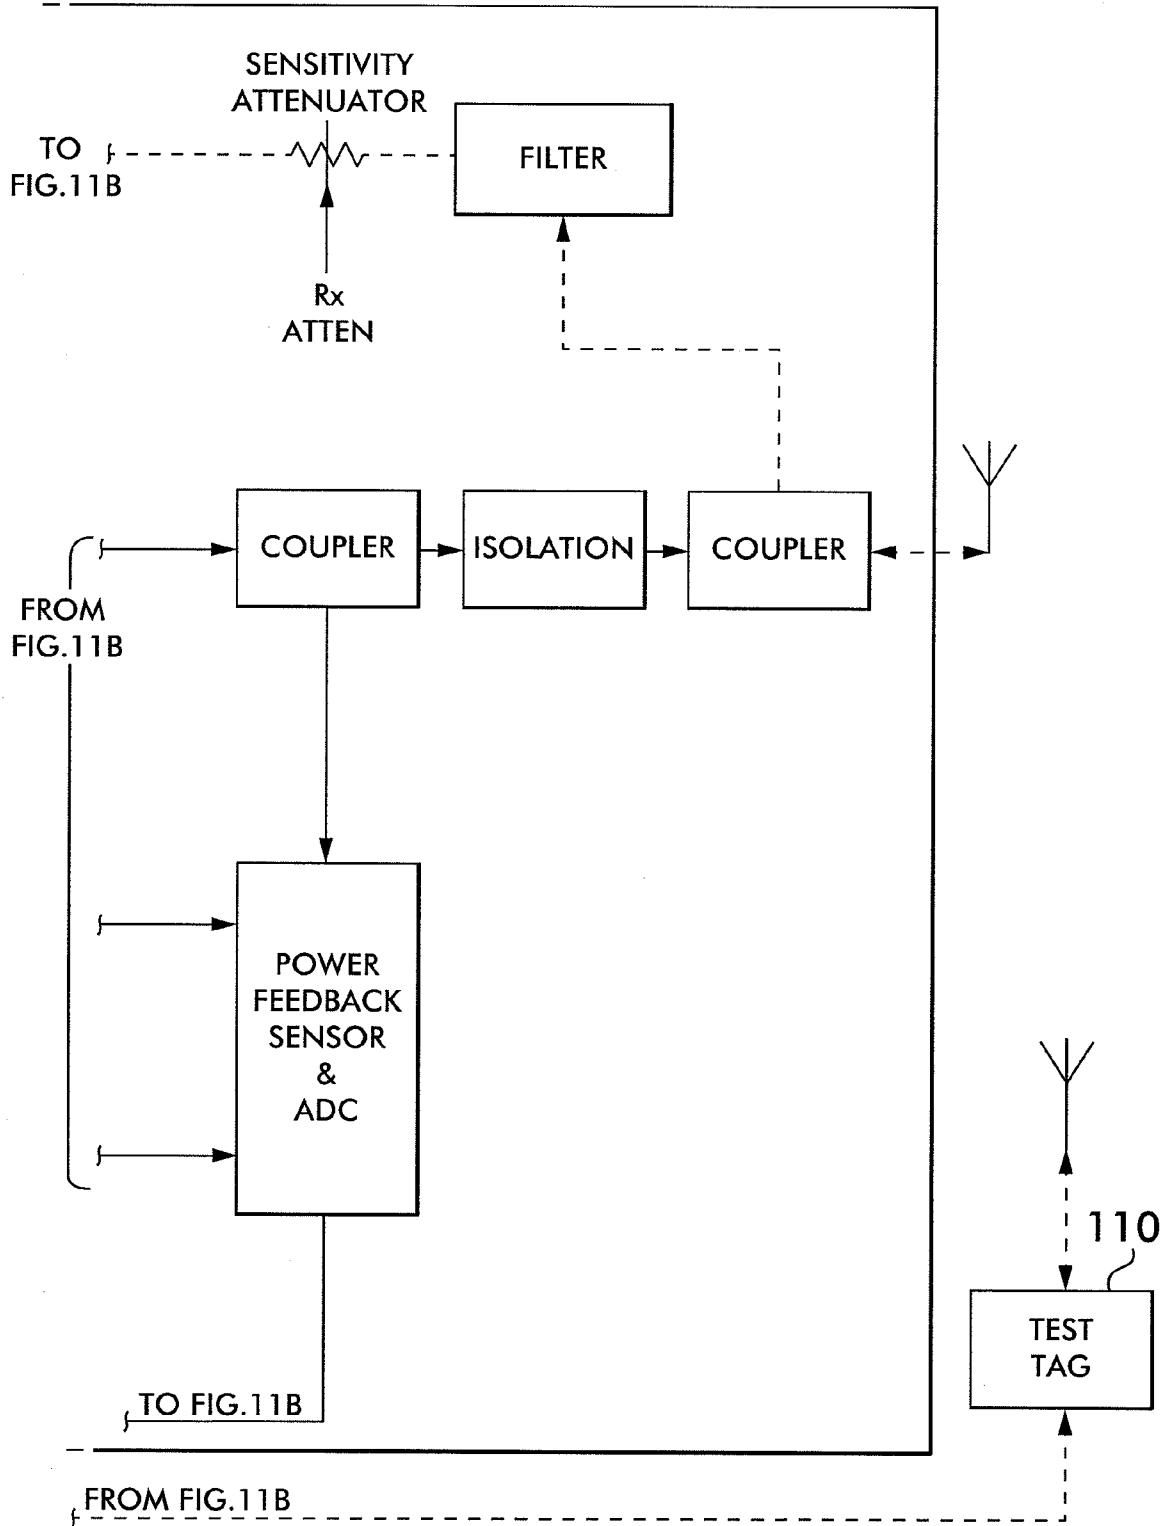 SENSITIVITY
ATTENUATOR
TO
FIG.11B
FILTER
Rx
ATTEN
COUPLER
ISOLATION
COUPLER
FROM
FIG.11B
POWER
FEEDBACK
SENSOR
&
ADC
110
TEST
TAG
TO FIG.11B
FROM FIG.11B